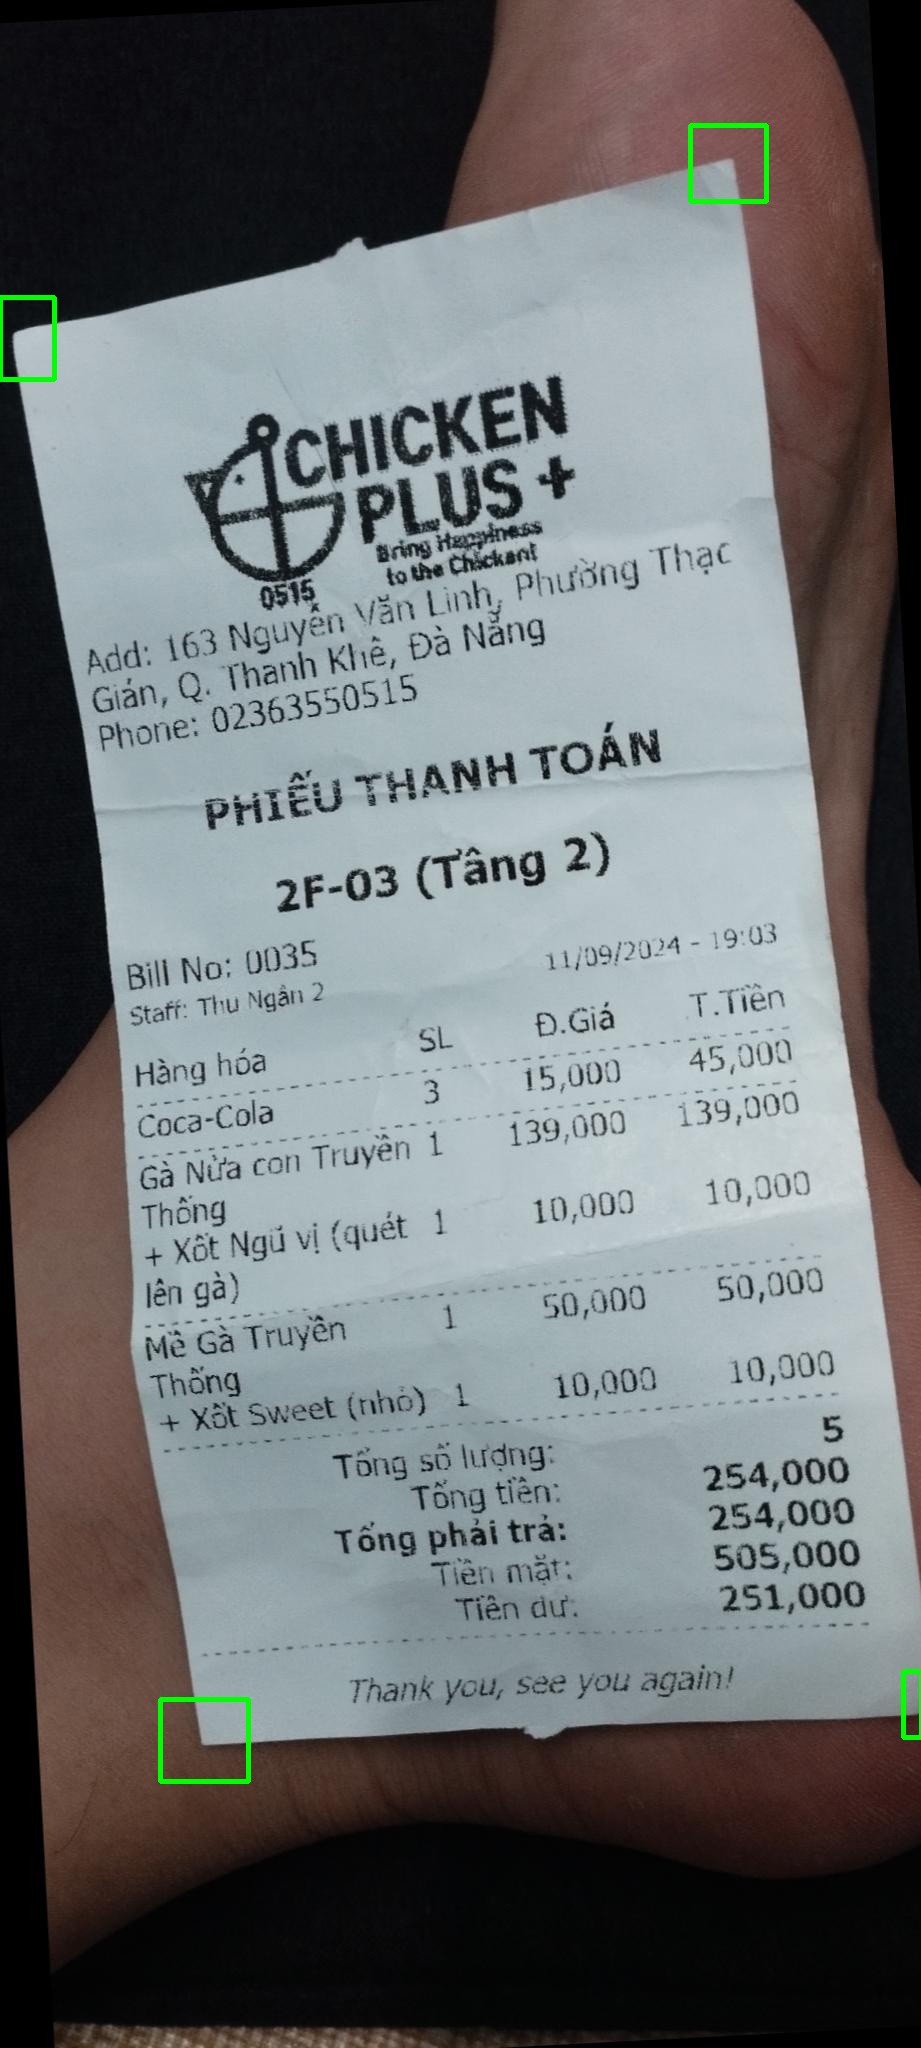 CHICKEN
PLUS +
Bring Happiness
to the Chickent
0515
Add: 163 Nguyễn Văn Linh, Phường Thạc
Gián, Q. Thanh Khê, Đà Nẵng
Phone: 02363550515
PHIẾU THANH TOÁN
2F-03 (Tầng 2)
Bill No: 0035 11/09/2024 - 19:03
Staff: Thu Ngân 2
Hàng hóa SL Đ.Giá T.Tiền
Coca-Cola 3 15,000 45,000
Gà Nửa con Truyền 1 139,000 139,000
Thống
+ Xốt Ngũ vị (quét 1 10,000 10,000
lên gà)
Mề Gà Truyền 1 50,000 50,000
Thống
+ Xốt Sweet (nhỏ) 1 10,000 10,000
Tổng số lượng: 5
Tổng tiền: 254,000
Tổng phải trả: 254,000
Tiền mặt: 505,000
Tiền dư: 251,000
Thank you, see you again!